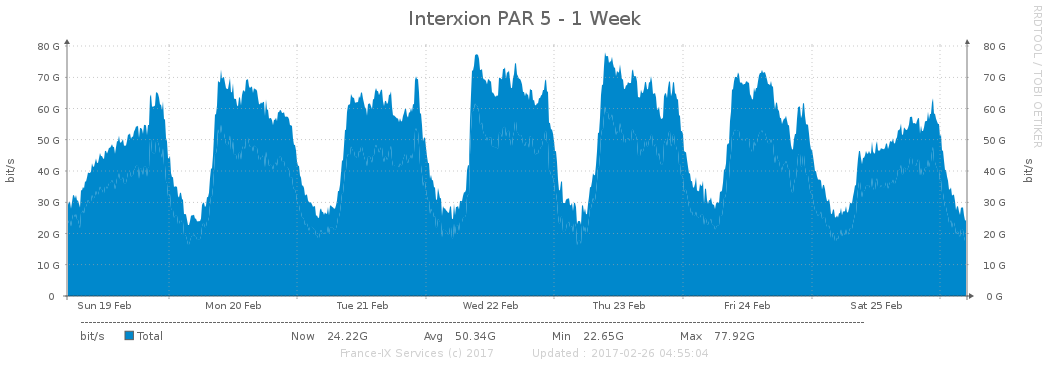 Interxion PAR 5 - 1 Week
RRDTOOL / TOBI OETIKER
bit/s
80 G 80 G
70 G 70 G
60 G 60 G
50 G 50 G
40 G 40 G
30 G 30 G
20 G 20 G
10 G 10 G
0 0 G
bit/s
Sun 19 Feb Mon 20 Feb Tue 21 Feb Wed 22 Feb Thu 23 Feb Fri 24 Feb Sat 25 Feb
bit/s Total Now 24.22G Avg 50.34G Min 22.65G Max 77.92G
France-IX Services (c) 2017 Updated : 2017-02-26 04:55:04